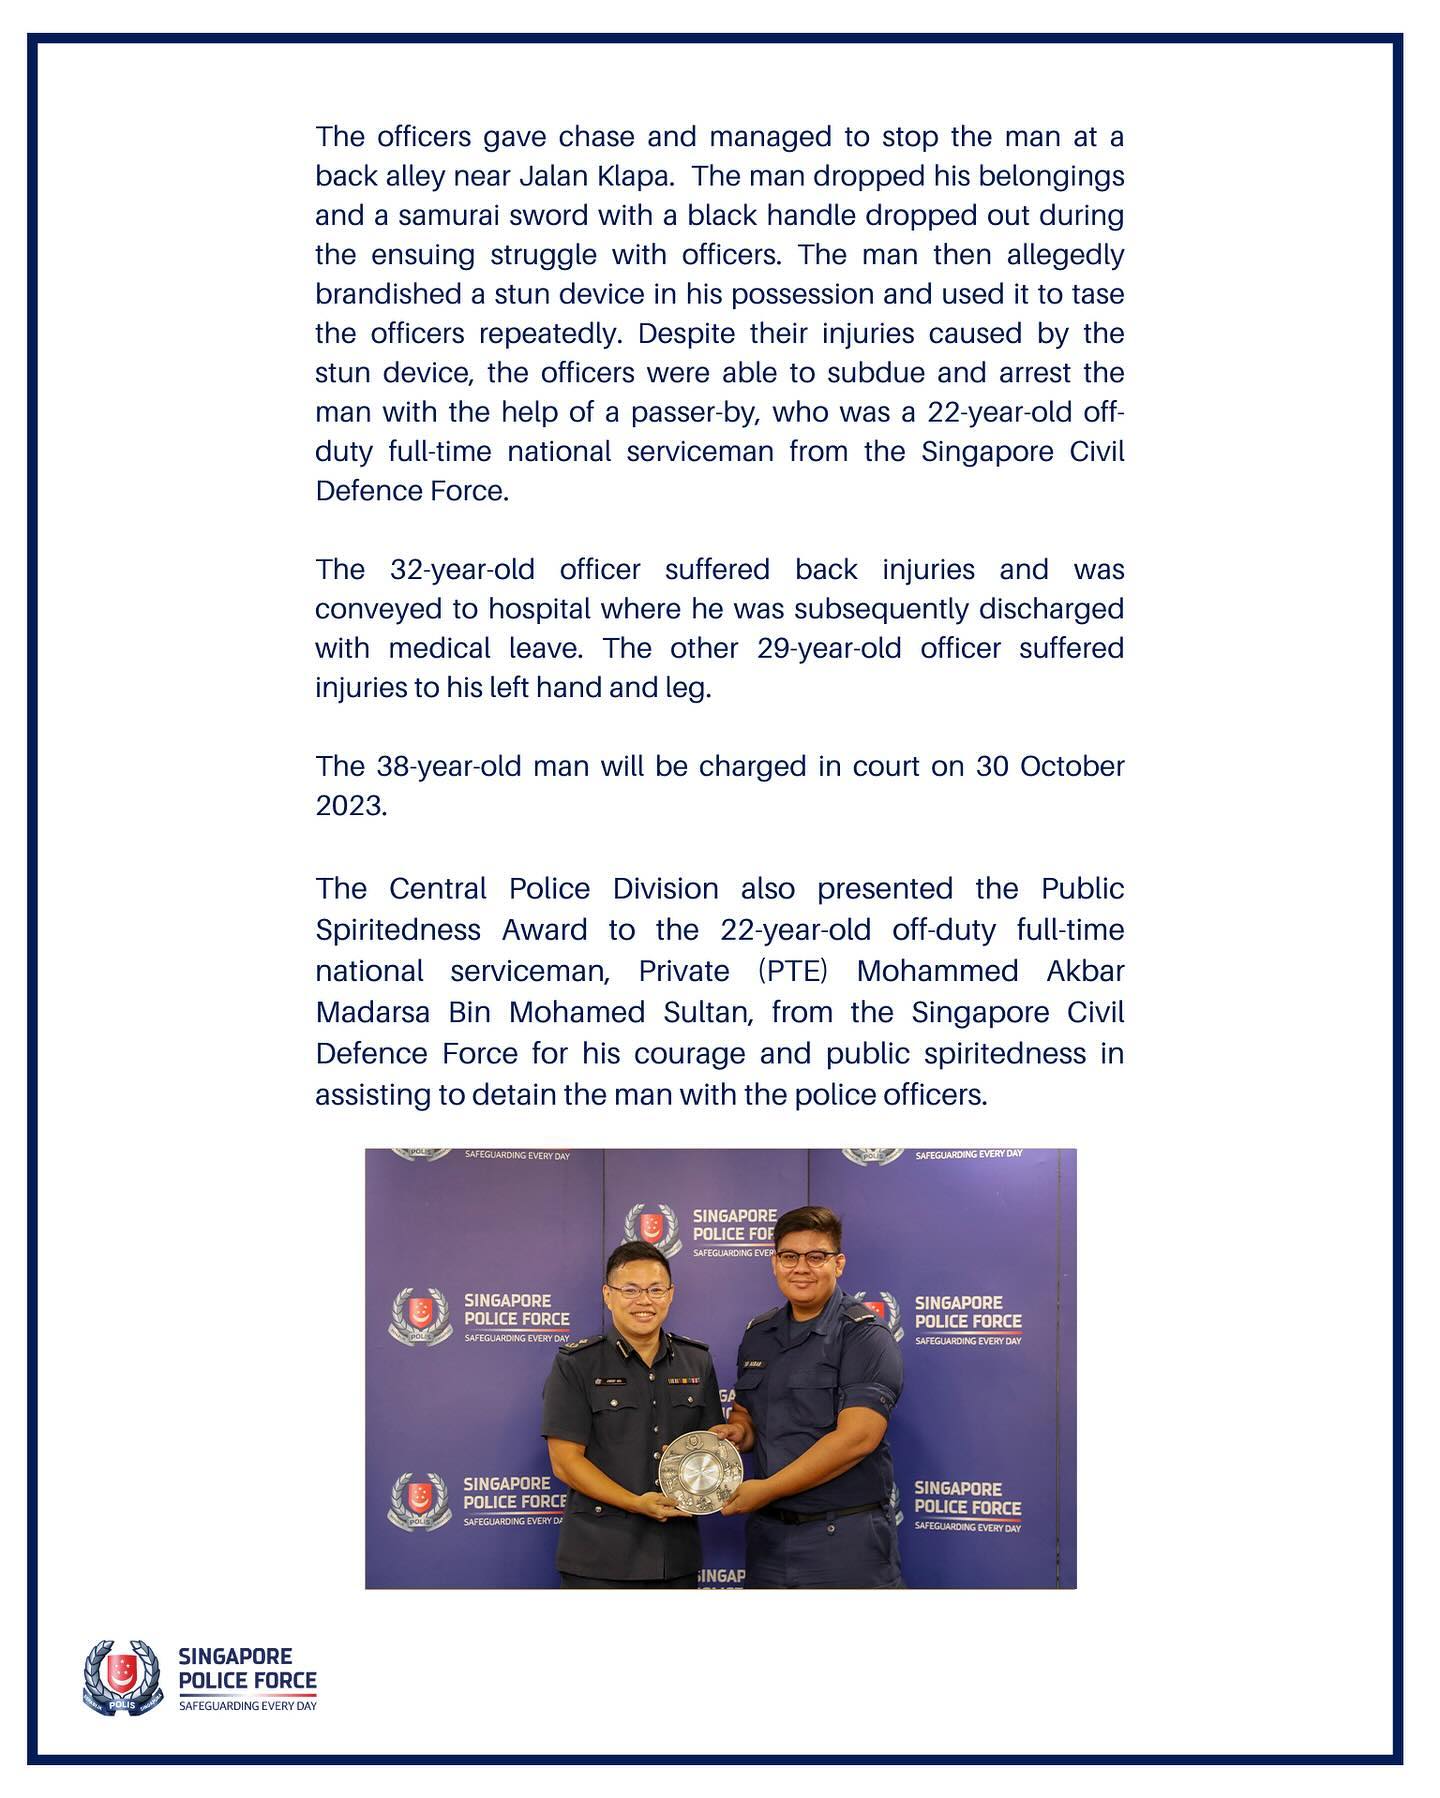 The officers gave chase and managed to stop the man at a
back alley near Jalan Klapa. The man dropped his belongings
and a samurai sword with a black handle dropped out during
the ensuing struggle with officers. The man then allegedly
brandished a stun device in his possession and used it to tase
the officers repeatedly. Despite their injuries caused by the
stun device, the officers were able to subdue and arrest the
man with the help of a passer-by, who was a 22-year-old off-
duty full-time national serviceman from the Singapore Civil
Defence Force.
The 32-year-old officer suffered back injuries and was
conveyed to hospital where he was subsequently discharged
with medical leave. The other 29-year-old officer suffered
injuries to his left hand and leg.
The 38-year-old man will be charged in court on 30 October
2023.
The Central Police Division also presented the Public
Spiritedness Award to the 22-year-old off-duty full-time
national serviceman, Private (PTE) Mohammed Akbar
Madarsa Bin Mohamed Sultan, from the Singapore Civil
Defence Force for his courage and public spiritedness in
assisting to detain the man with the police officers.
POLIS
SAFEGUARDING EVERY DAY
POLIS
SAFEGUARDING EVERY DAY
SINGAPORE
POLICE FOR
SAFEGUARDING EVERY
POLIS
SINGAPORE
POLICE FORCE
SAFEGUARDING EVERY DAY
SINGAPORE
POLICE FORCE
SAFEGUARDING EVERY DAY
AKBAR
POLIS
SINGAPORE
POLICE FORCE
SAFEGUARDING EVERY DA
SINGAPORE
POLICE FORCE
SAFEGUARDING EVERY DAY
SINGAP
POLIS
SINGAPORE
POLICE FORCE
SAFEGUARDING EVERY DAY